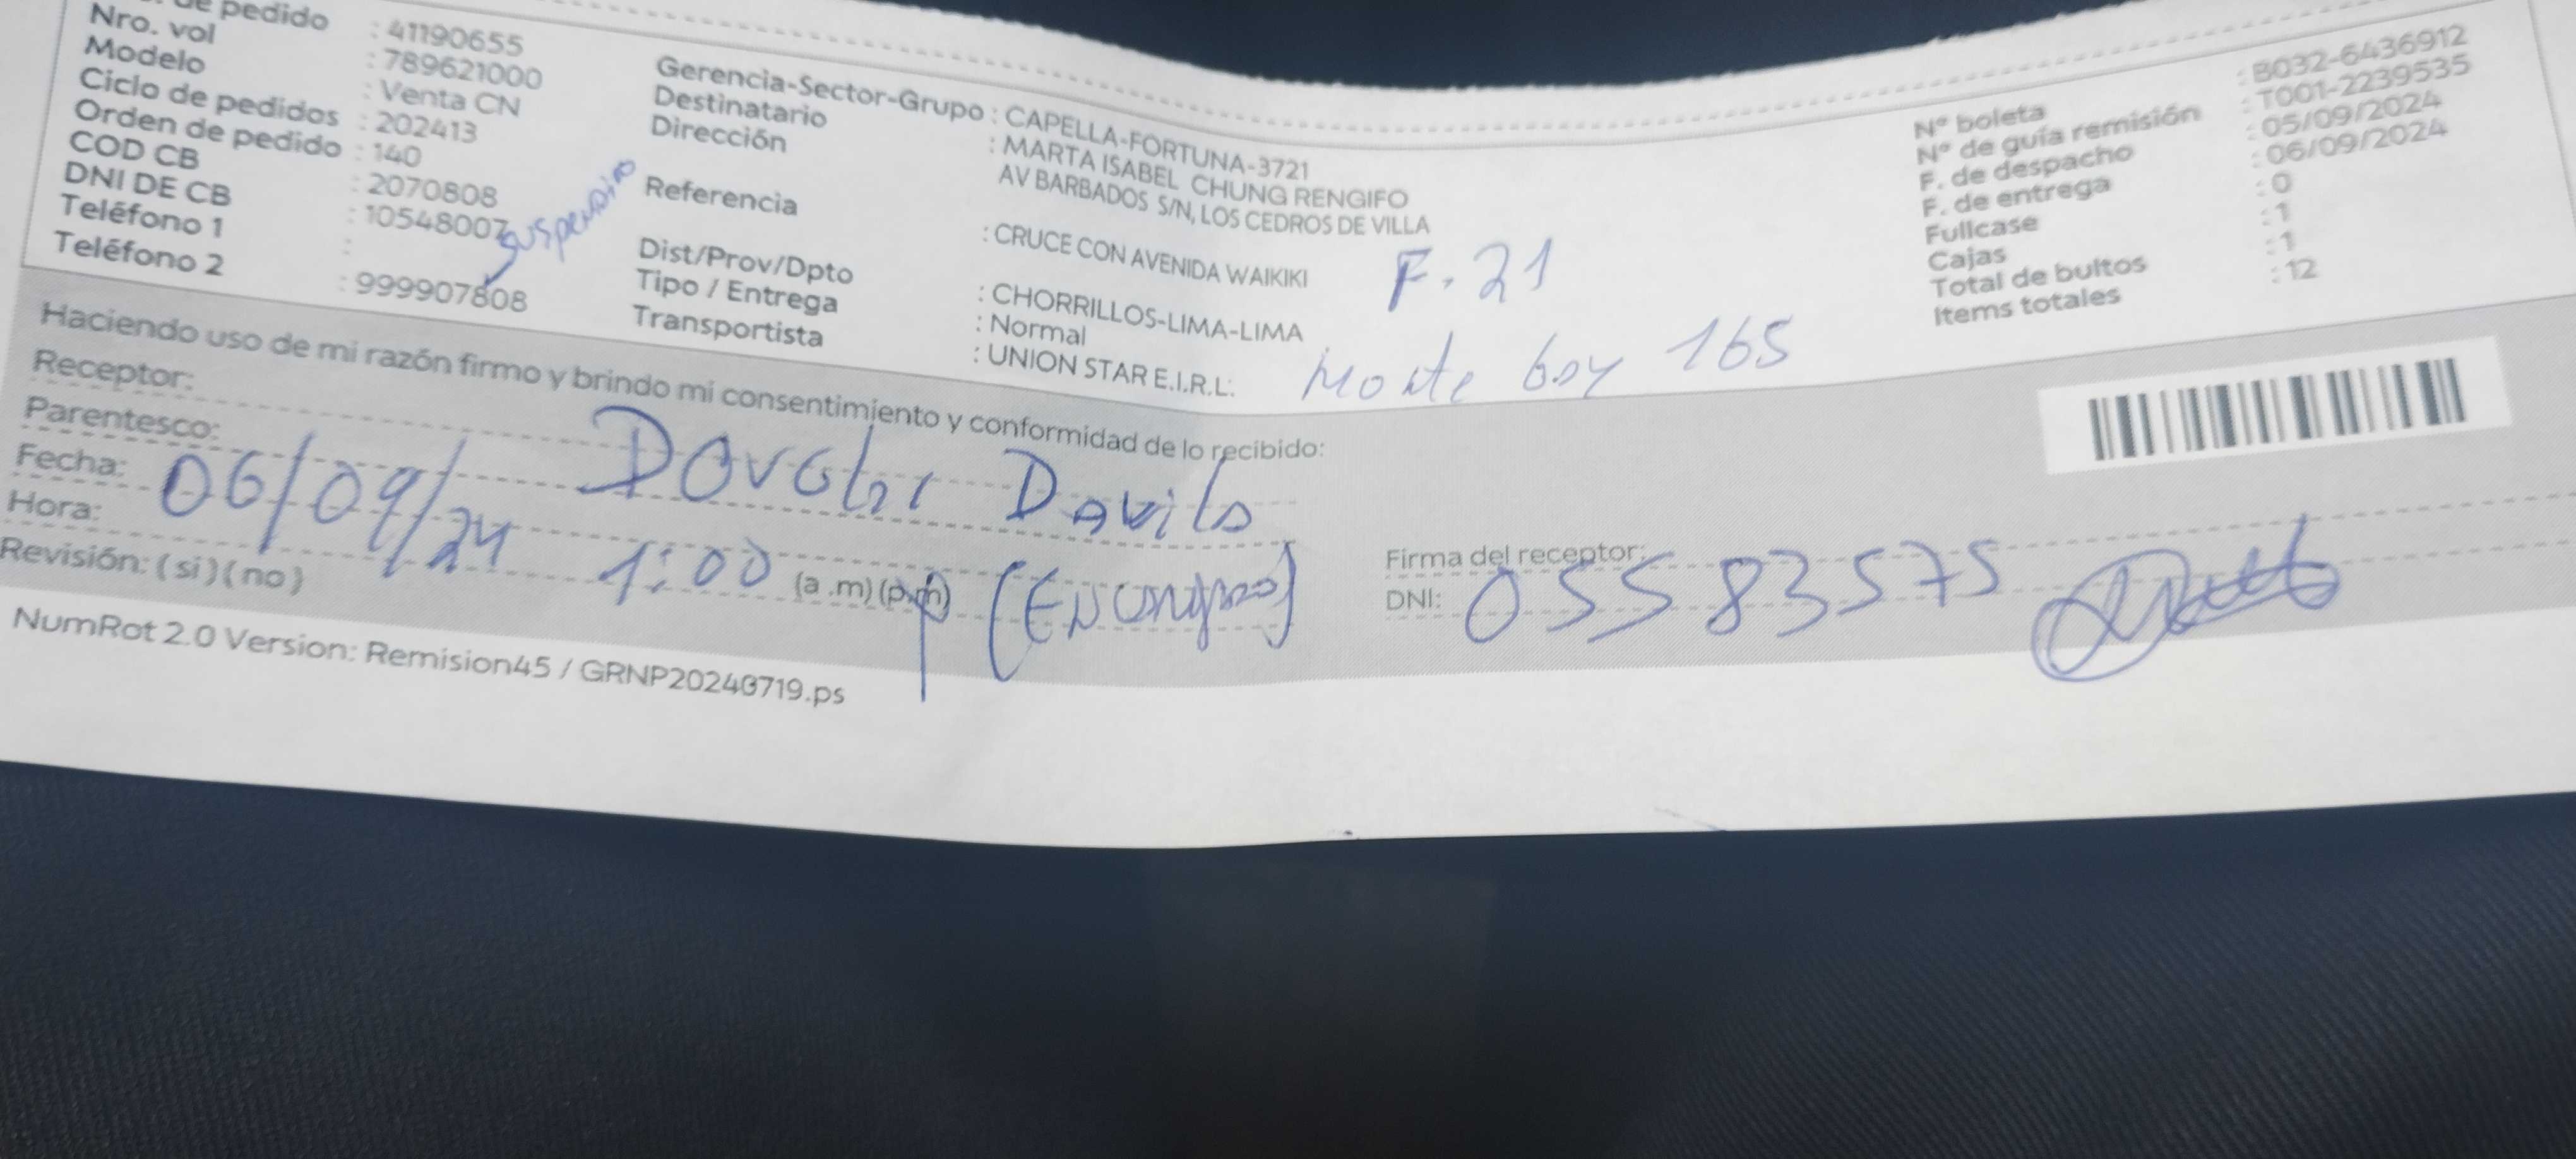 de pedido : 41190655
Nro. vol : 789621000
Modelo : Venta CN
Ciclo de pedidos : 202413
Orden de pedido : 140
COD CB : 2070808
DNI DE CB : 10548007
Teléfono 1 :
Teléfono 2 : 999907808
suspendido
Gerencia-Sector-Grupo : CAPELLA-FORTUNA-3721
Destinatario : MARTA ISABEL CHUNG RENGIFO
Dirección AV BARBADOS S/N, LOS CEDROS DE VILLA
Referencia : CRUCE CON AVENIDA WAIKIKI
Dist/Prov/Dpto : CHORRILLOS-LIMA-LIMA
Tipo / Entrega : Normal
Transportista : UNION STAR E.I.R.L.
F. 21
Monte 165
N° boleta : B032-6436912
N° de guía remisión : T001-2239535
F. de despacho : 05/09/2024
F. de entrega : 06/09/2024
Fullcase : 0
Cajas : 1
Total de bultos : 1
Items totales : 12
Haciendo uso de mi razón firmo y brindo mi consentimiento y conformidad de lo recibido:
Receptor: Davila
Parentesco:
Fecha: 06/09/24
Hora: 1:00 (a .m)(p.m)
Revisión: (si)(no)
Firma del receptor:
DNI: 05583575
NumRot 2.0 Version: Remision45 / GRNP20240719.ps